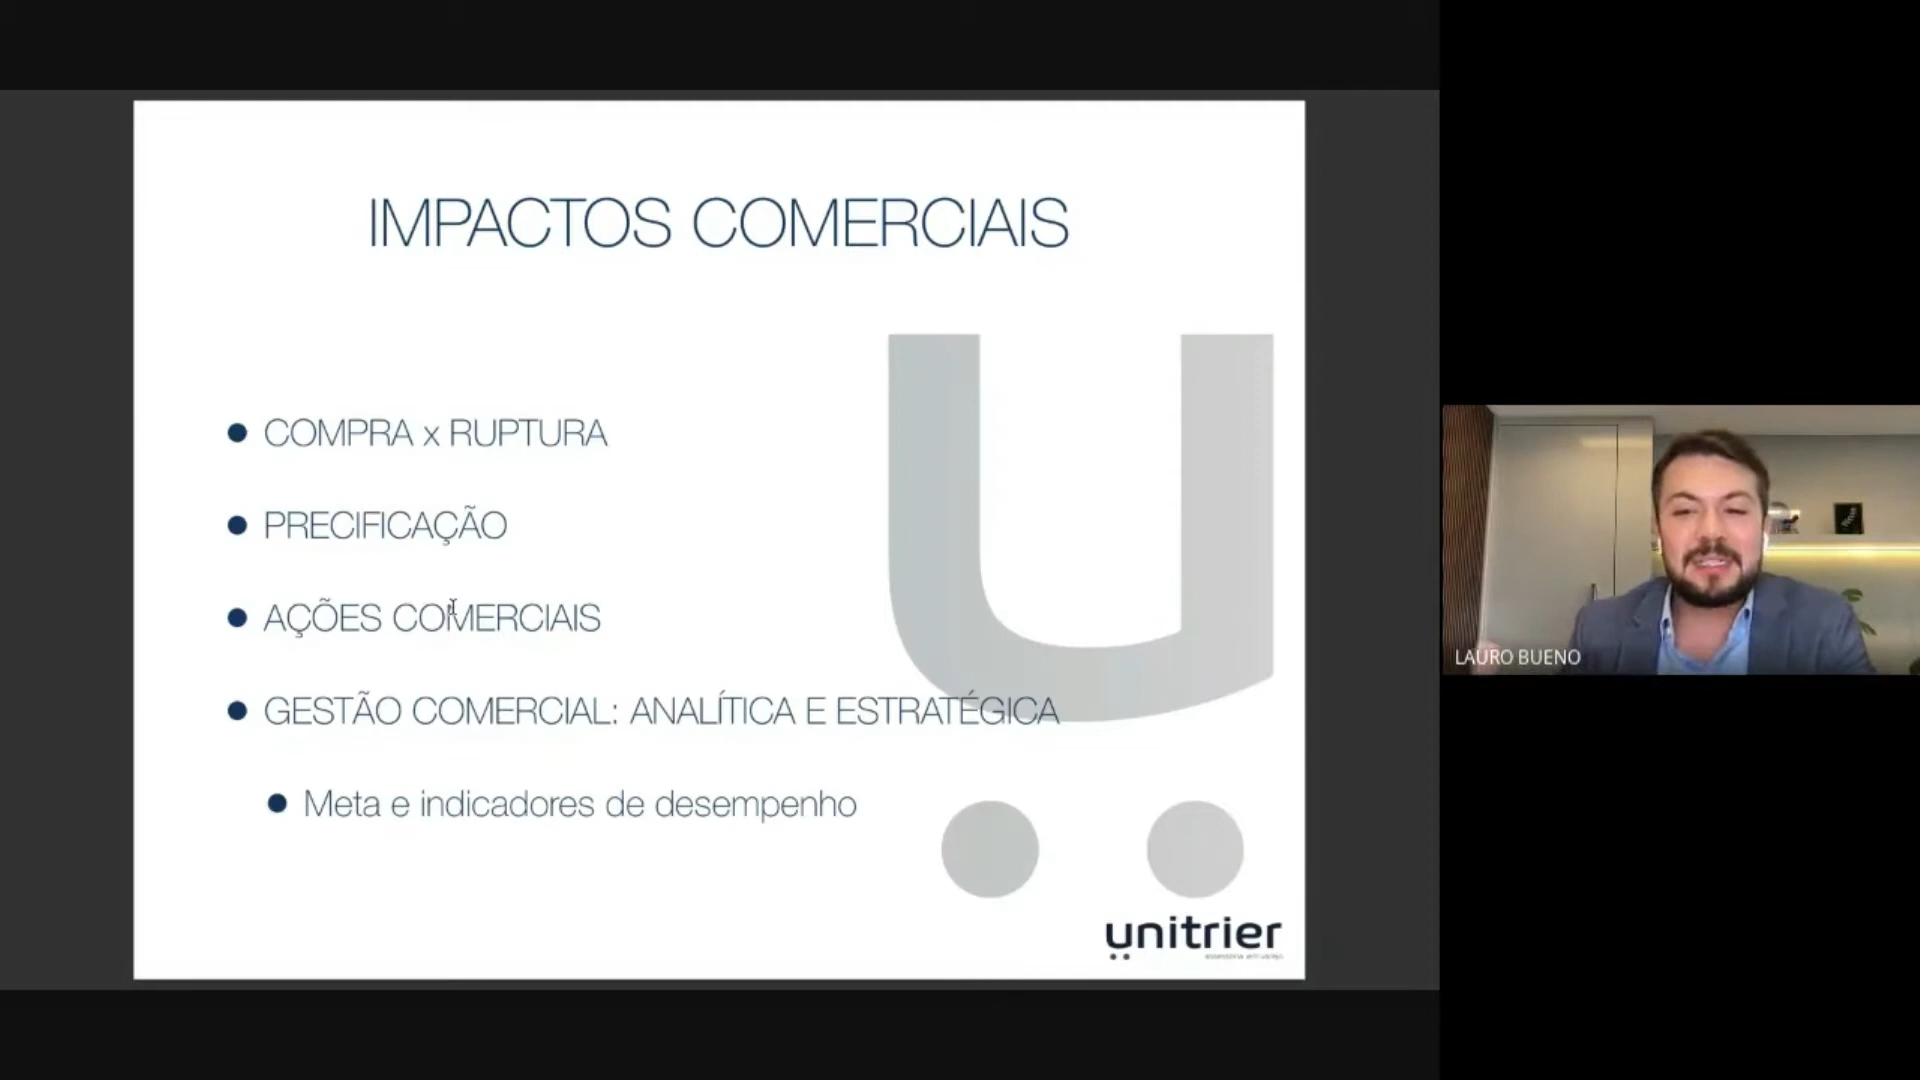 IMPACTOS COMERCIAIS
COMPRA x RUPTURA
PRECIFICAÇÃO
AÇÕES COMERCIAIS
GESTÃO COMERCIAL: ANALÍTICA E ESTRATÉGICA
Meta e indicadores de desempenho
unitrier
LAURO BUENO